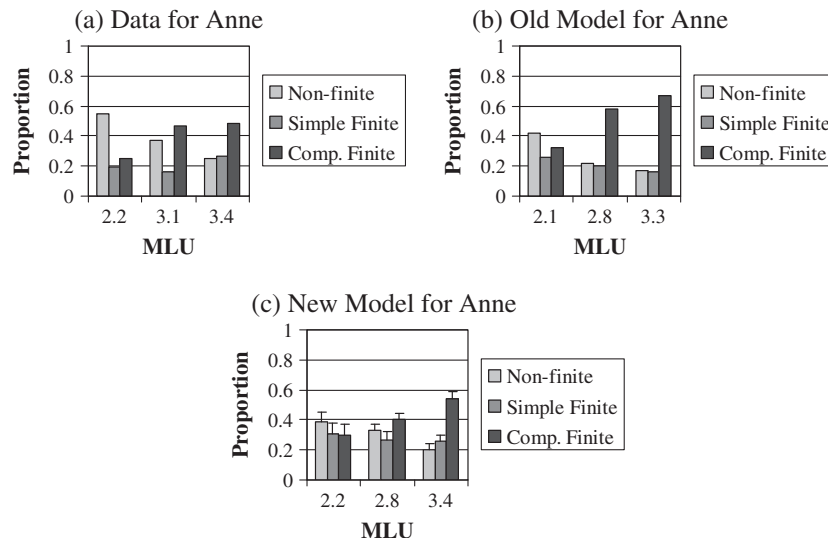 (a) Data for Anne
1
0.8
0.6
0.4
0.2
0
Proportion
2.2 3.1 3.4
MLU
Non-finite
Simple Finite
Comp. Finite
(b) Old Model for Anne
1
0.8
0.6
0.4
0.2
0
Proportion
2.1 2.8 3.3
MLU
Non-finite
Simple Finite
Comp. Finite
(c) New Model for Anne
1
0.8
0.6
0.4
0.2
0
Proportion
2.2 2.8 3.4
MLU
Non-finite
Simple Finite
Comp. Finite